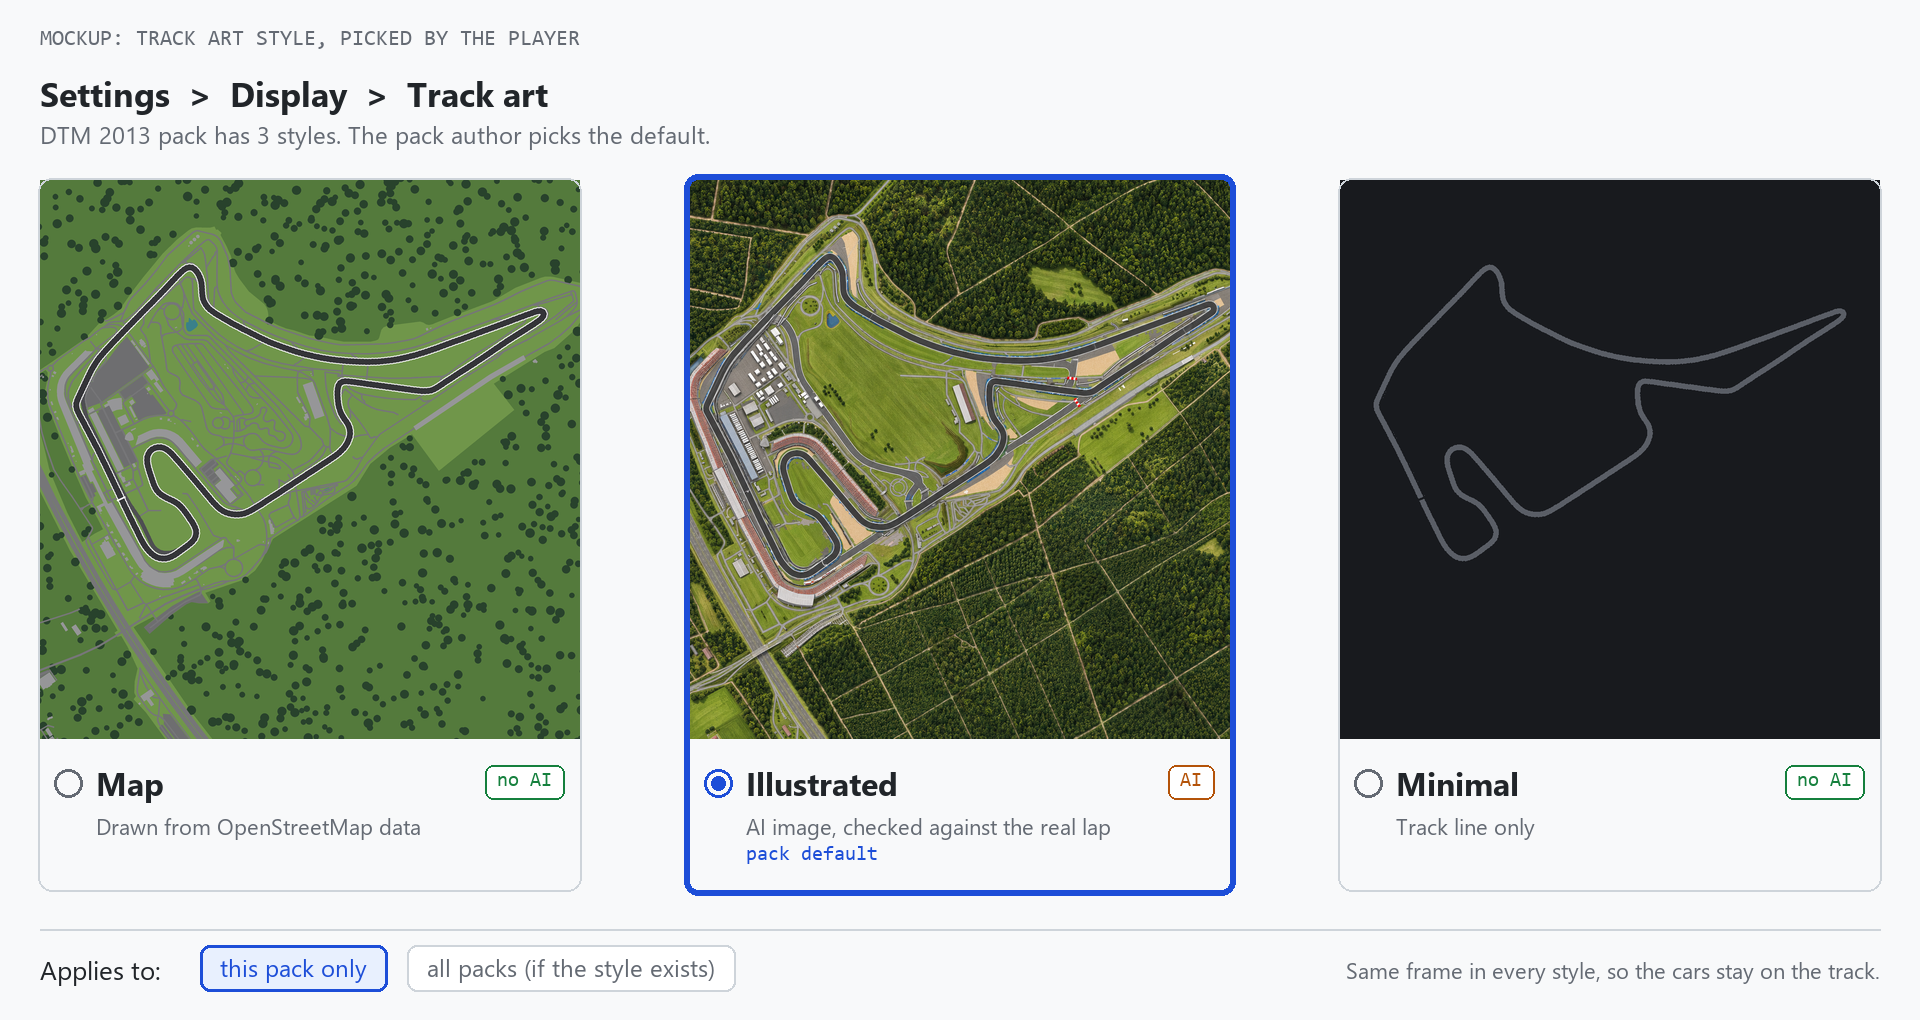 MOCKUP: TRACK ART STYLE, PICKED BY THE PLAYER
Settings > Display > Track art
DTM 2013 pack has 3 styles. The pack author picks the default.
Map
no AI
Drawn from OpenStreetMap data
Illustrated
AI
AI image, checked against the real lap
pack default
Minimal
no AI
Track line only
Applies to:
this pack only
all packs (if the style exists)
Same frame in every style, so the cars stay on the track.